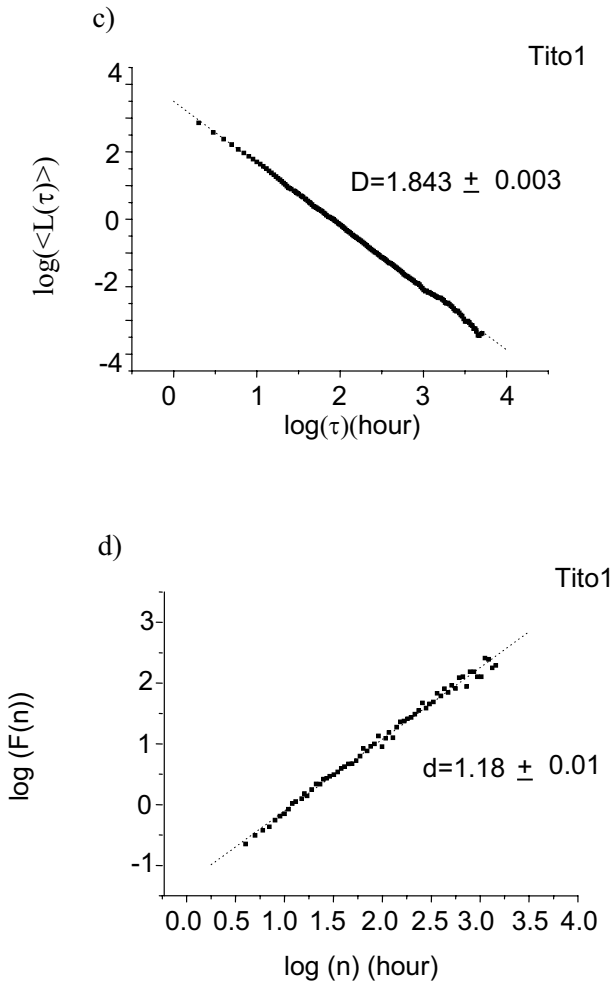 c)
Tito1
4
2
0
-2
-4
log(<L(τ)>)
D=1.843 ± 0.003
0 1 2 3 4
log(τ)(hour)
d)
Tito1
3
2
1
0
-1
log (F(n))
d=1.18 ± 0.01
0.0 0.5 1.0 1.5 2.0 2.5 3.0 3.5 4.0
log (n) (hour)